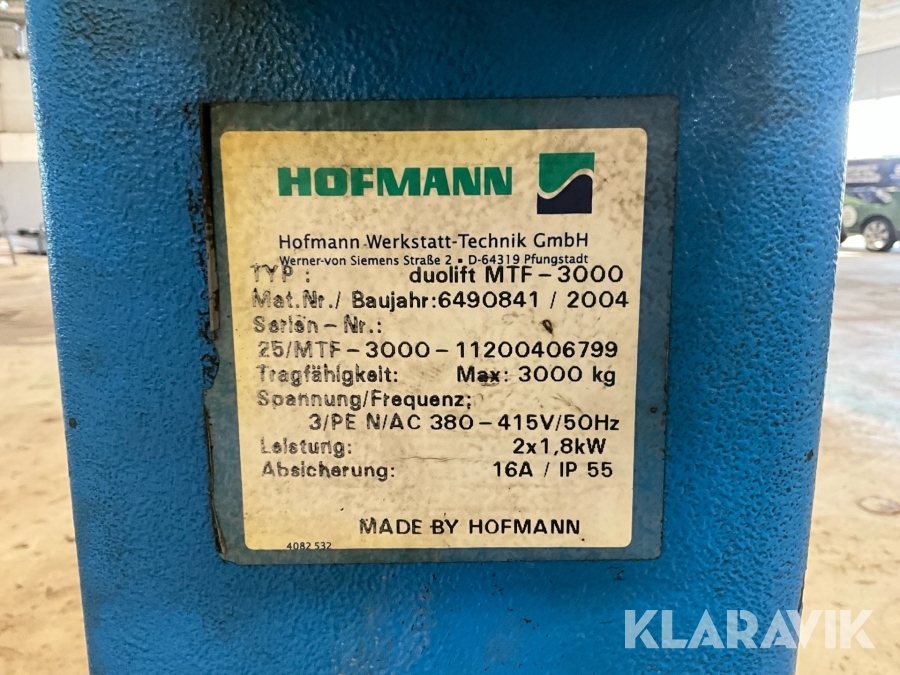 HOFMANN
Hofmann Werkstatt-Technik GmbH
Werner-von Siemens Straße 2 ▪ D-64319 Pfungstadt
TYP : duolift MTF-3000
Mat.Nr./ Baujahr:6490841 / 2004
Serien-Nr.:
25/MTF-3000-11200406799
Tragfähigkeit: Max: 3000 kg
Spannung/Frequenz:
3/PE N/AC 380-415V/50Hz
Leistung: 2x1,8kW
Absicherung: 16A / IP 55
MADE BY HOFMANN
4082 532
KLARAVIK